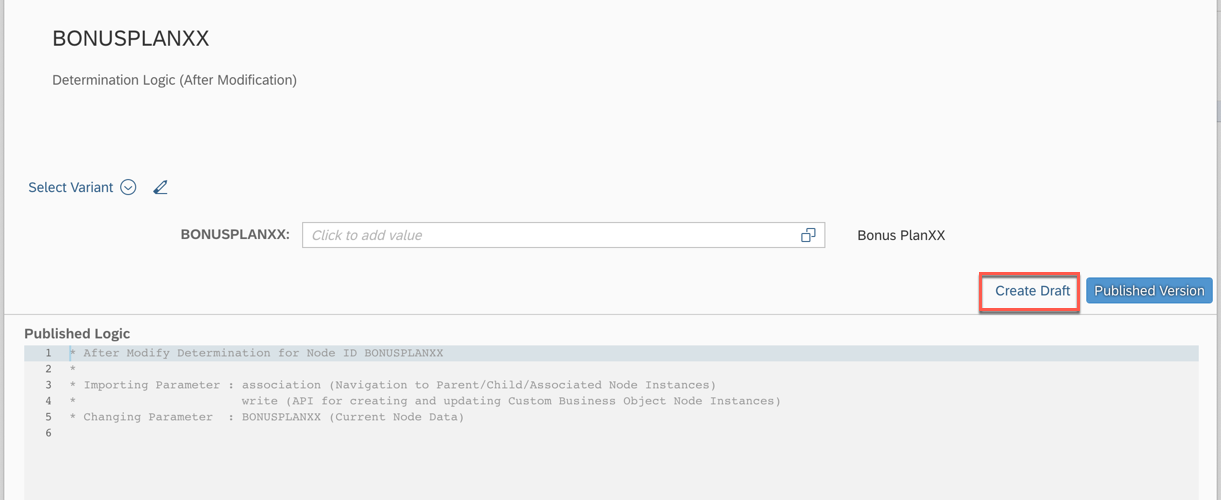 BONUSPLANXX
Determination Logic (After Modification)
Select Variant
BONUSPLANXX: Click to add value Bonus PlanXX
Create Draft Published Version
Published Logic
1 * After Modify Determination for Node ID BONUSPLANXX
2 *
3 * Importing Parameter : association (Navigation to Parent/Child/Associated Node Instances)
4 * write (API for creating and updating Custom Business Object Node Instances)
5 * Changing Parameter : BONUSPLANXX (Current Node Data)
6